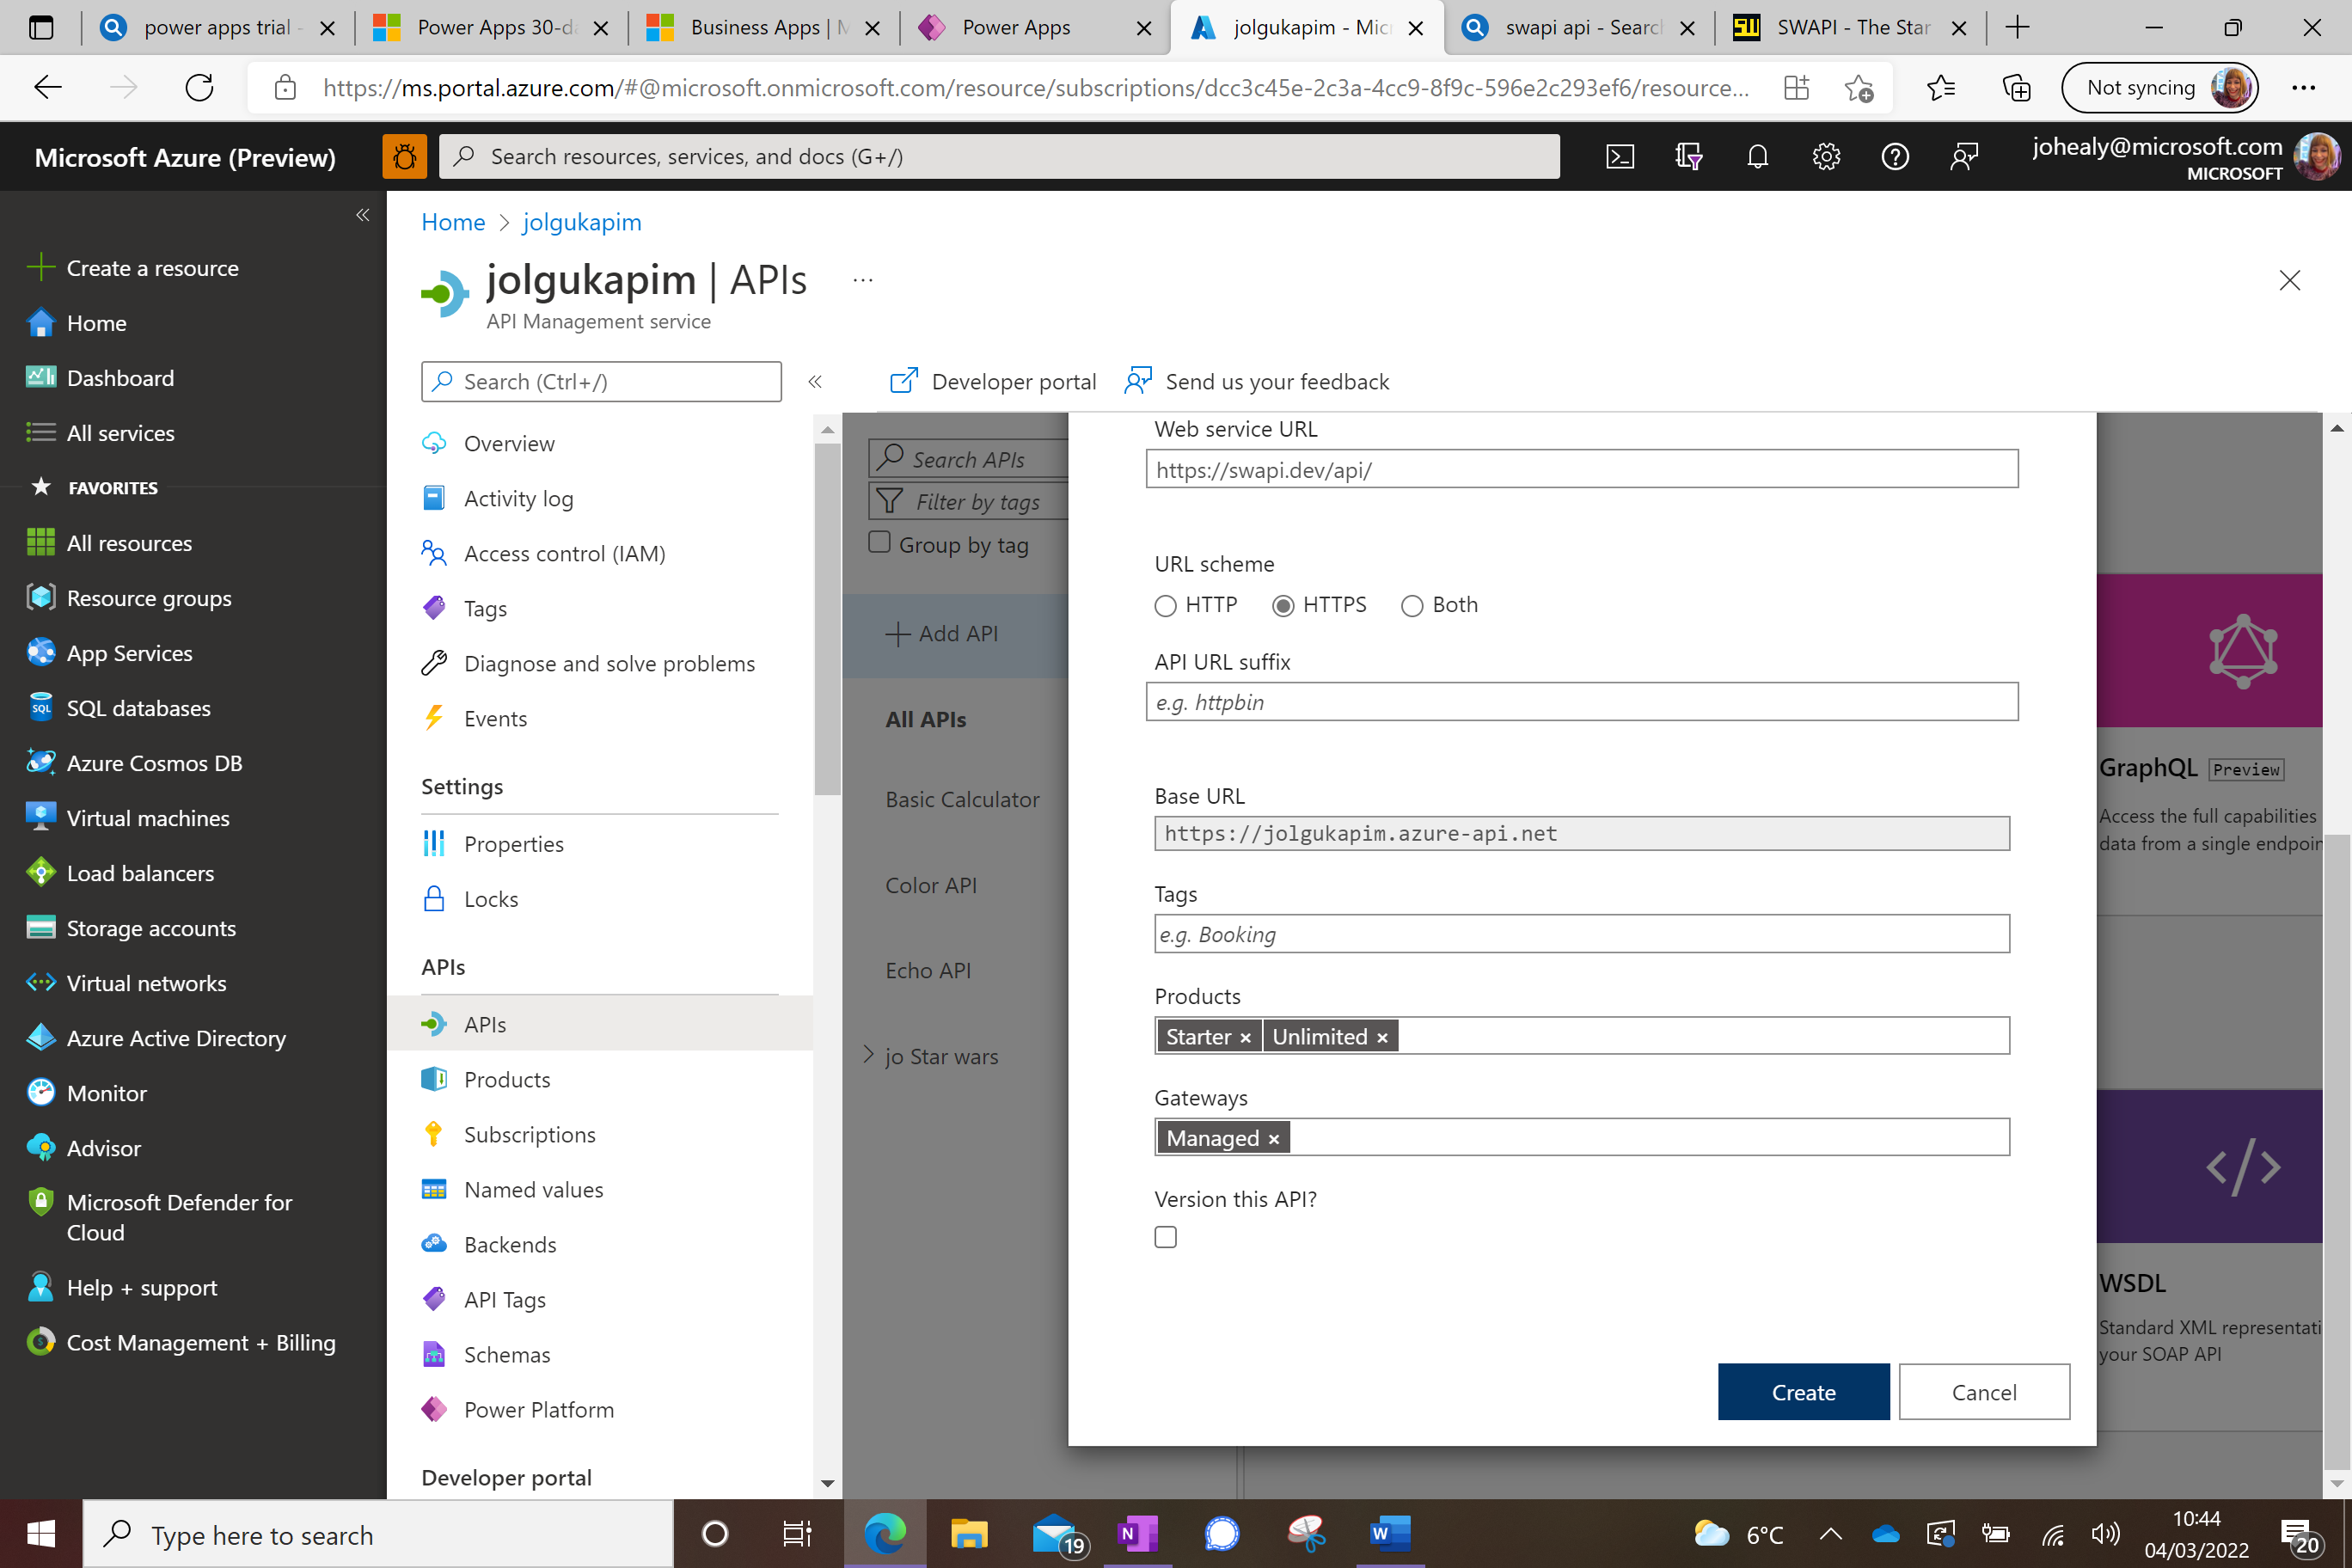 power apps trial -
Power Apps 30-da
Business Apps | M
Power Apps
jolgukapim - Micr
swapi api - Search
SWAPI - The Star
https://ms.portal.azure.com/#@microsoft.onmicrosoft.com/resource/subscriptions/dcc3c45e-2c3a-4cc9-8f9c-596e2c293ef6/resource...
Not syncing
Microsoft Azure (Preview)
Search resources, services, and docs (G+/)
johealy@microsoft.com
MICROSOFT
Create a resource
Home
Dashboard
All services
FAVORITES
All resources
Resource groups
App Services
SQL databases
Azure Cosmos DB
Virtual machines
Load balancers
Storage accounts
Virtual networks
Azure Active Directory
Monitor
Advisor
Microsoft Defender for
Cloud
Help + support
Cost Management + Billing
Home > jolgukapim
jolgukapim | APIs
API Management service
Search (Ctrl+/)
Overview
Activity log
Access control (IAM)
Tags
Diagnose and solve problems
Events
Settings
Properties
Locks
APIs
APIs
Products
Subscriptions
Named values
Backends
API Tags
Schemas
Power Platform
Developer portal
Developer portal
Send us your feedback
Search APIs
Filter by tags
Group by tag
Add API
All APIs
Basic Calculator
Color API
Echo API
jo Star wars
Web service URL
https://swapi.dev/api/
URL scheme
HTTP HTTPS Both
API URL suffix
e.g. httpbin
Base URL
https://jolgukapim.azure-api.net
Tags
e.g. Booking
Products
Starter × Unlimited ×
Gateways
Managed ×
Version this API?
Create
Cancel
GraphQL Preview
Access the full capabilities
data from a single endpoin
WSDL
Standard XML representati
your SOAP API
Type here to search
19
6°C
10:44
04/03/2022
20